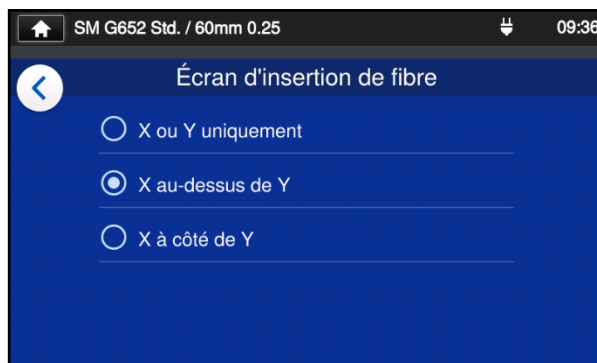 SM G652 Std. / 60mm 0.25 09:36
Écran d'insertion de fibre
X ou Y uniquement
X au-dessus de Y
X à côté de Y